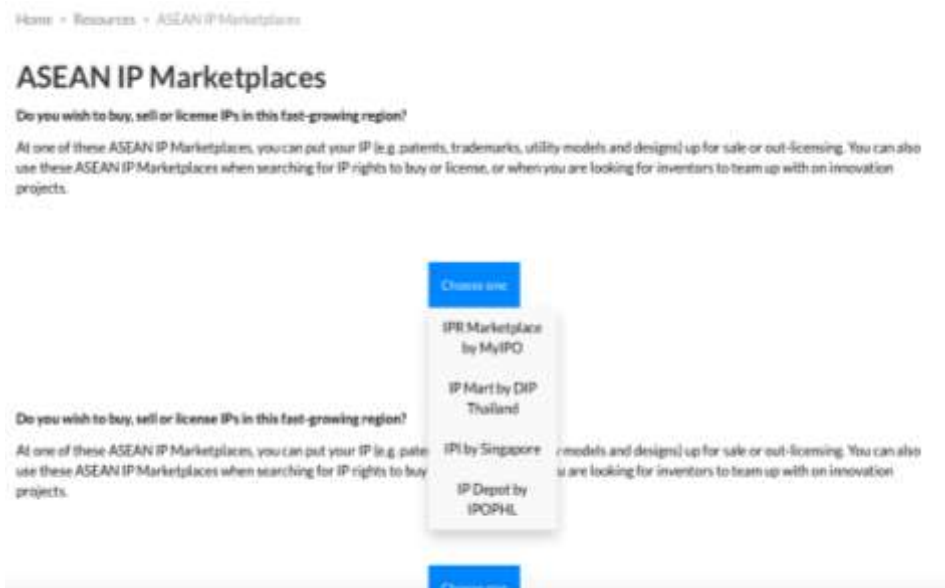 Home • Resources • ASEAN IP Marketplaces
ASEAN IP Marketplaces
Do you wish to buy, sell or license IPs in this fast-growing region?
At one of these ASEAN IP Marketplaces, you can put your IP (e.g. patents, trademarks, utility models and designs) up for sale or out-licensing. You can also
use these ASEAN IP Marketplaces when searching for IP rights to buy or license, or when you are looking for inventors to team up with on innovation
projects.
Choose one
IPR Marketplace
by MyIPO
IP Mart by DIP
Thailand
IPI by Singapore
IP Depot by
IPOPHL
Do you wish to buy, sell or license IPs in this fast-growing region?
At one of these ASEAN IP Marketplaces, you can put your IP (e.g. models and designs) up for sale or out-licensing. You can also
use these ASEAN IP Marketplaces when searching for IP rights to buy are looking for inventors to team up with on innovation
projects.
Choose one